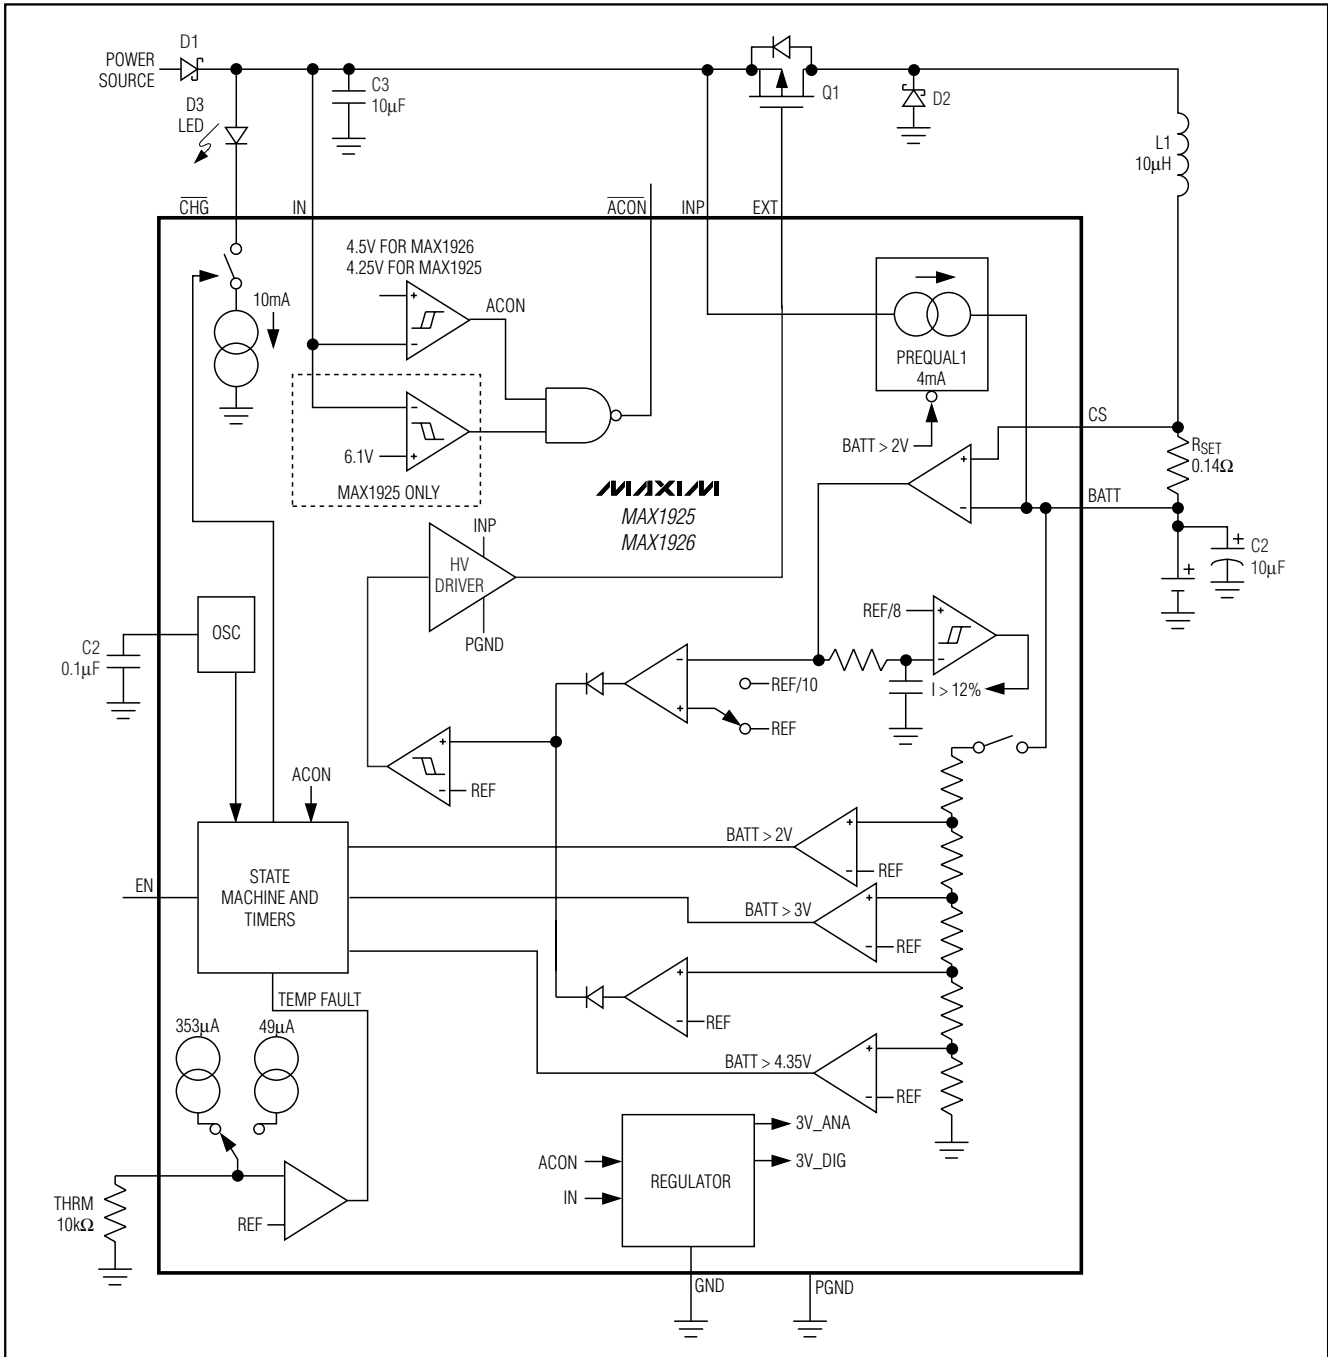 D1
POWER
SOURCE
D3
LED
C3
10µF
Q1
D2
L1
10µH
CHG
IN
ACON
INP
EXT
4.5V FOR MAX1926
4.25V FOR MAX1925
+
ACON
−
10mA
PREQUAL1
4mA
−
6.1V
+
MAX1925 ONLY
BATT > 2V
CS
RSET
0.14Ω
+
−
BATT
MAXIM
MAX1925
MAX1926
INP
HV
DRIVER
PGND
+
C2
10µF
+
OSC
C2
0.1µF
REF/8
+
−
I > 12%
−
REF/10
+
REF
+
−
REF
ACON
STATE
MACHINE AND
TIMERS
EN
BATT > 2V
+
−
REF
BATT > 3V
+
−
REF
+
−
REF
TEMP FAULT
353µA
49µA
BATT > 4.35V
+
−
REF
THRM
10kΩ
REF
ACON
IN
REGULATOR
3V_ANA
3V_DIG
GND
PGND